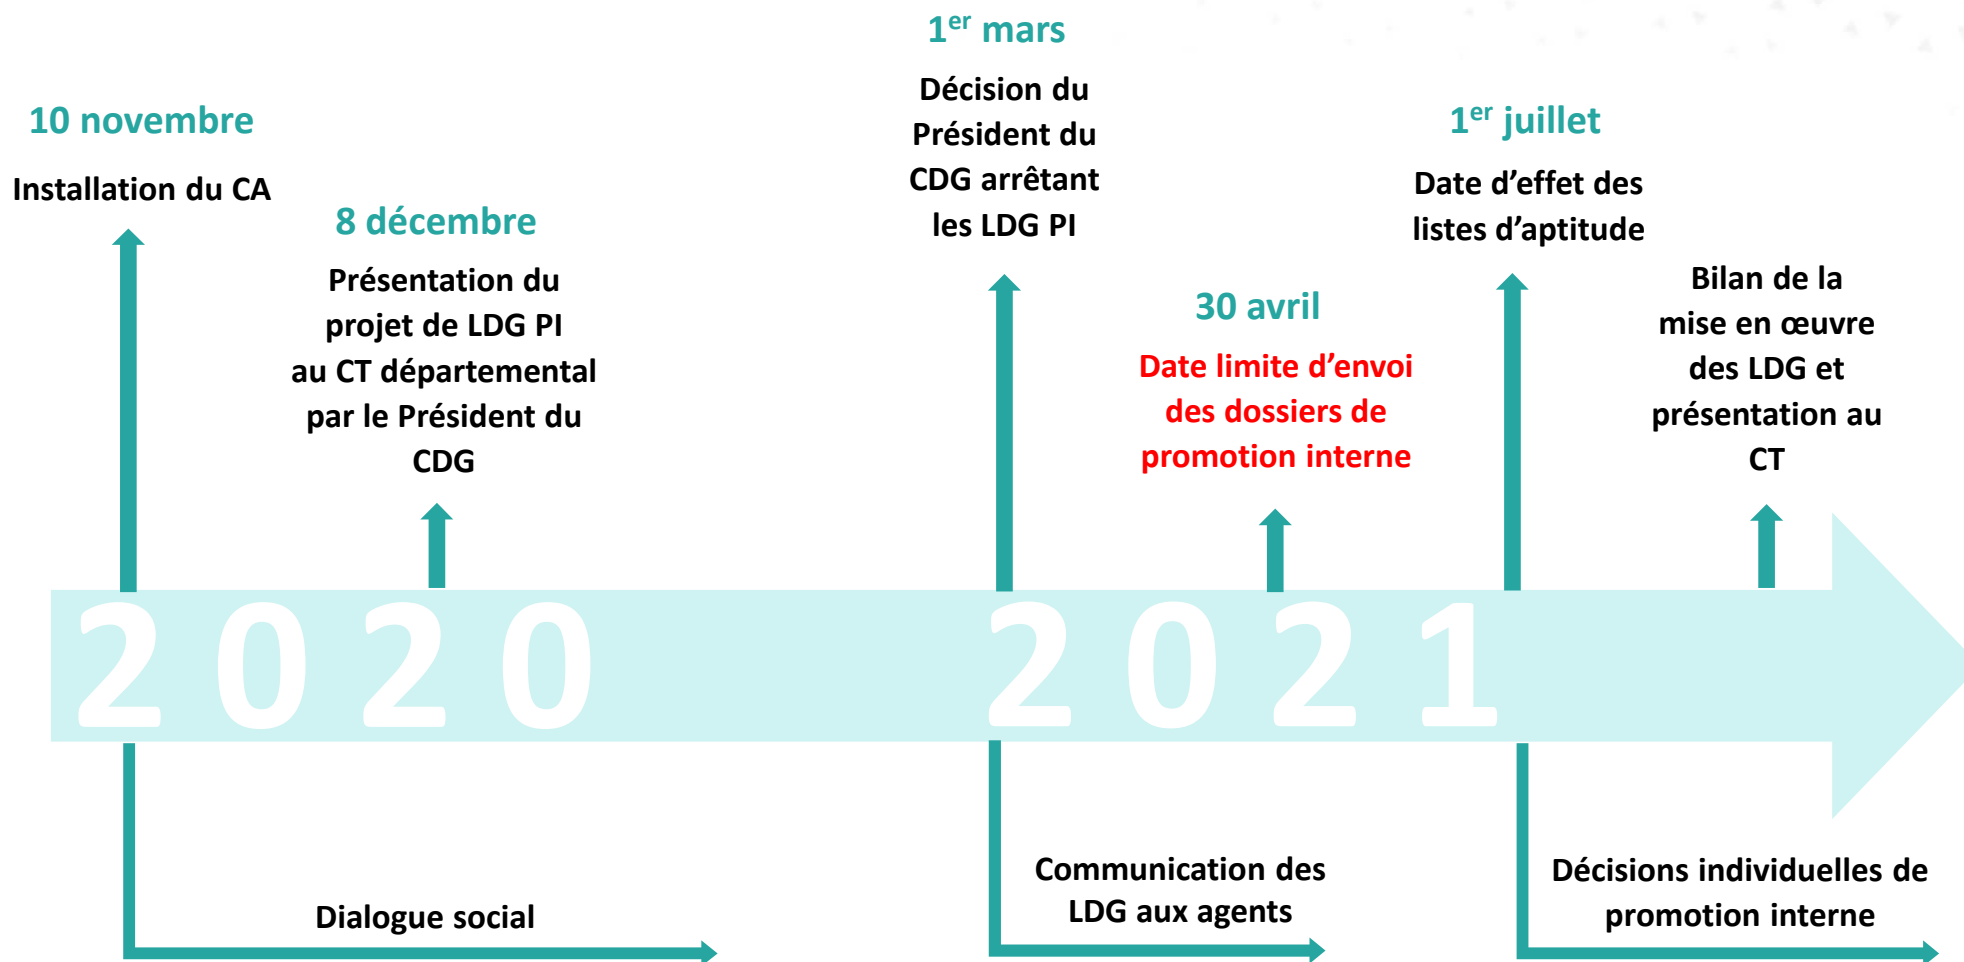 10 novembre
Installation du CA
8 décembre
Présentation du
projet de LDG PI
au CT départemental
par le Président du
CDG
1er mars
Décision du
Président du
CDG arrêtant
les LDG PI
30 avril
Date limite d’envoi
des dossiers de
promotion interne
1er juillet
Date d’effet des
listes d’aptitude
Bilan de la
mise en œuvre
des LDG et
présentation au
CT
2020
2021
Dialogue social
Communication des
LDG aux agents
Décisions individuelles de
promotion interne